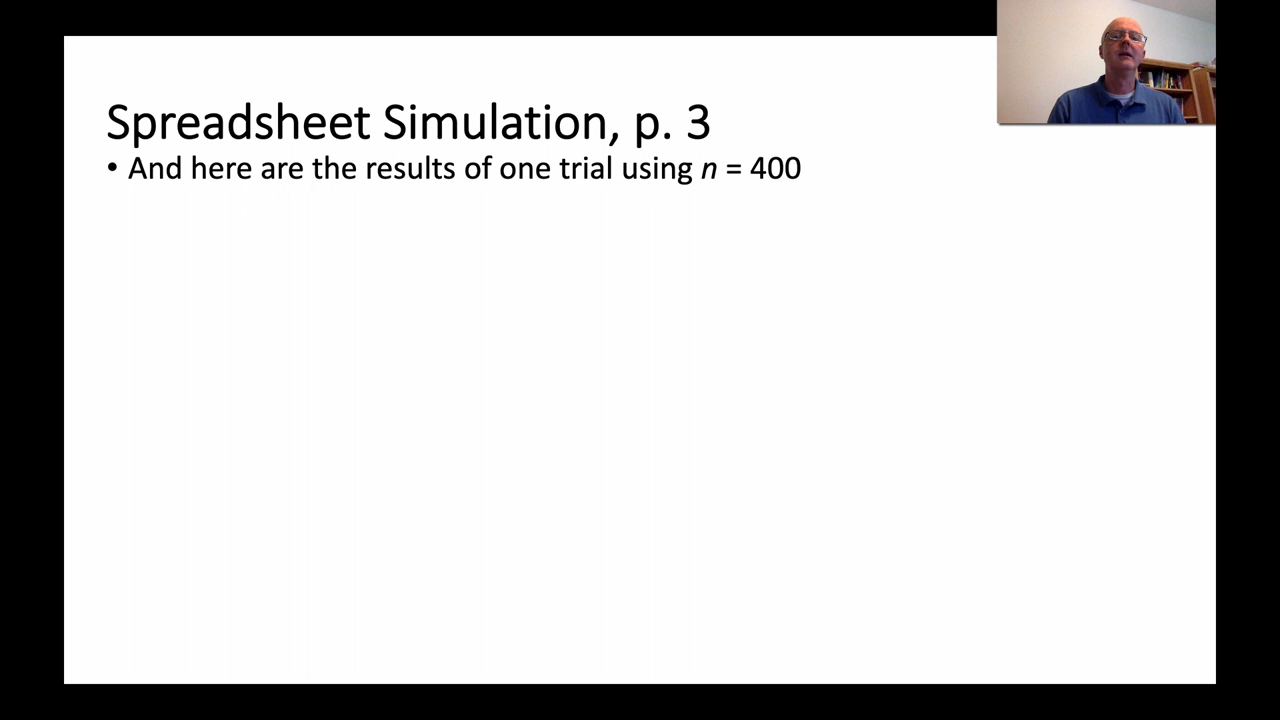 Spreadsheet Simulation, p. 3
• And here are the results of one trial using n = 400